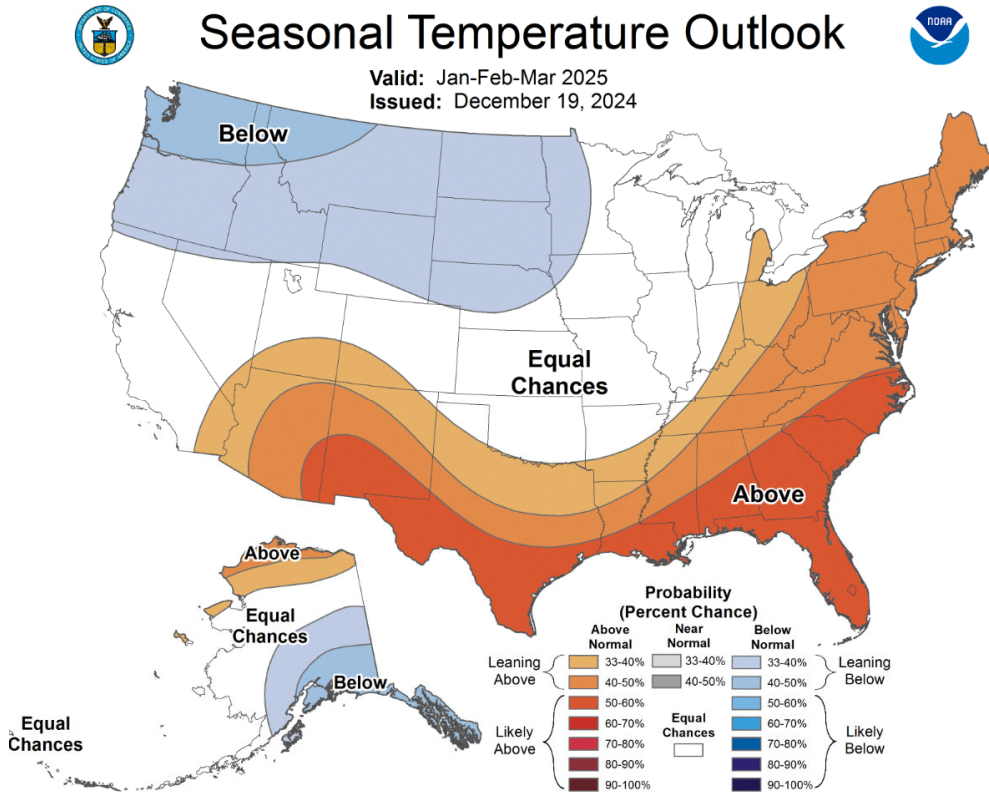 Seasonal Temperature Outlook
NOAA
Valid: Jan-Feb-Mar 2025
Issued: December 19, 2024
Below
Equal
Chances
Above
Above
Equal
Chances
Below
Equal
Chances
Probability
(Percent Chance)
Above
Normal
Near
Normal
Below
Normal
Leaning
Above
33-40%
40-50%
33-40%
40-50%
33-40%
40-50%
Leaning
Below
Likely
Above
50-60%
60-70%
70-80%
80-90%
90-100%
Equal
Chances
50-60%
60-70%
70-80%
80-90%
90-100%
Likely
Below